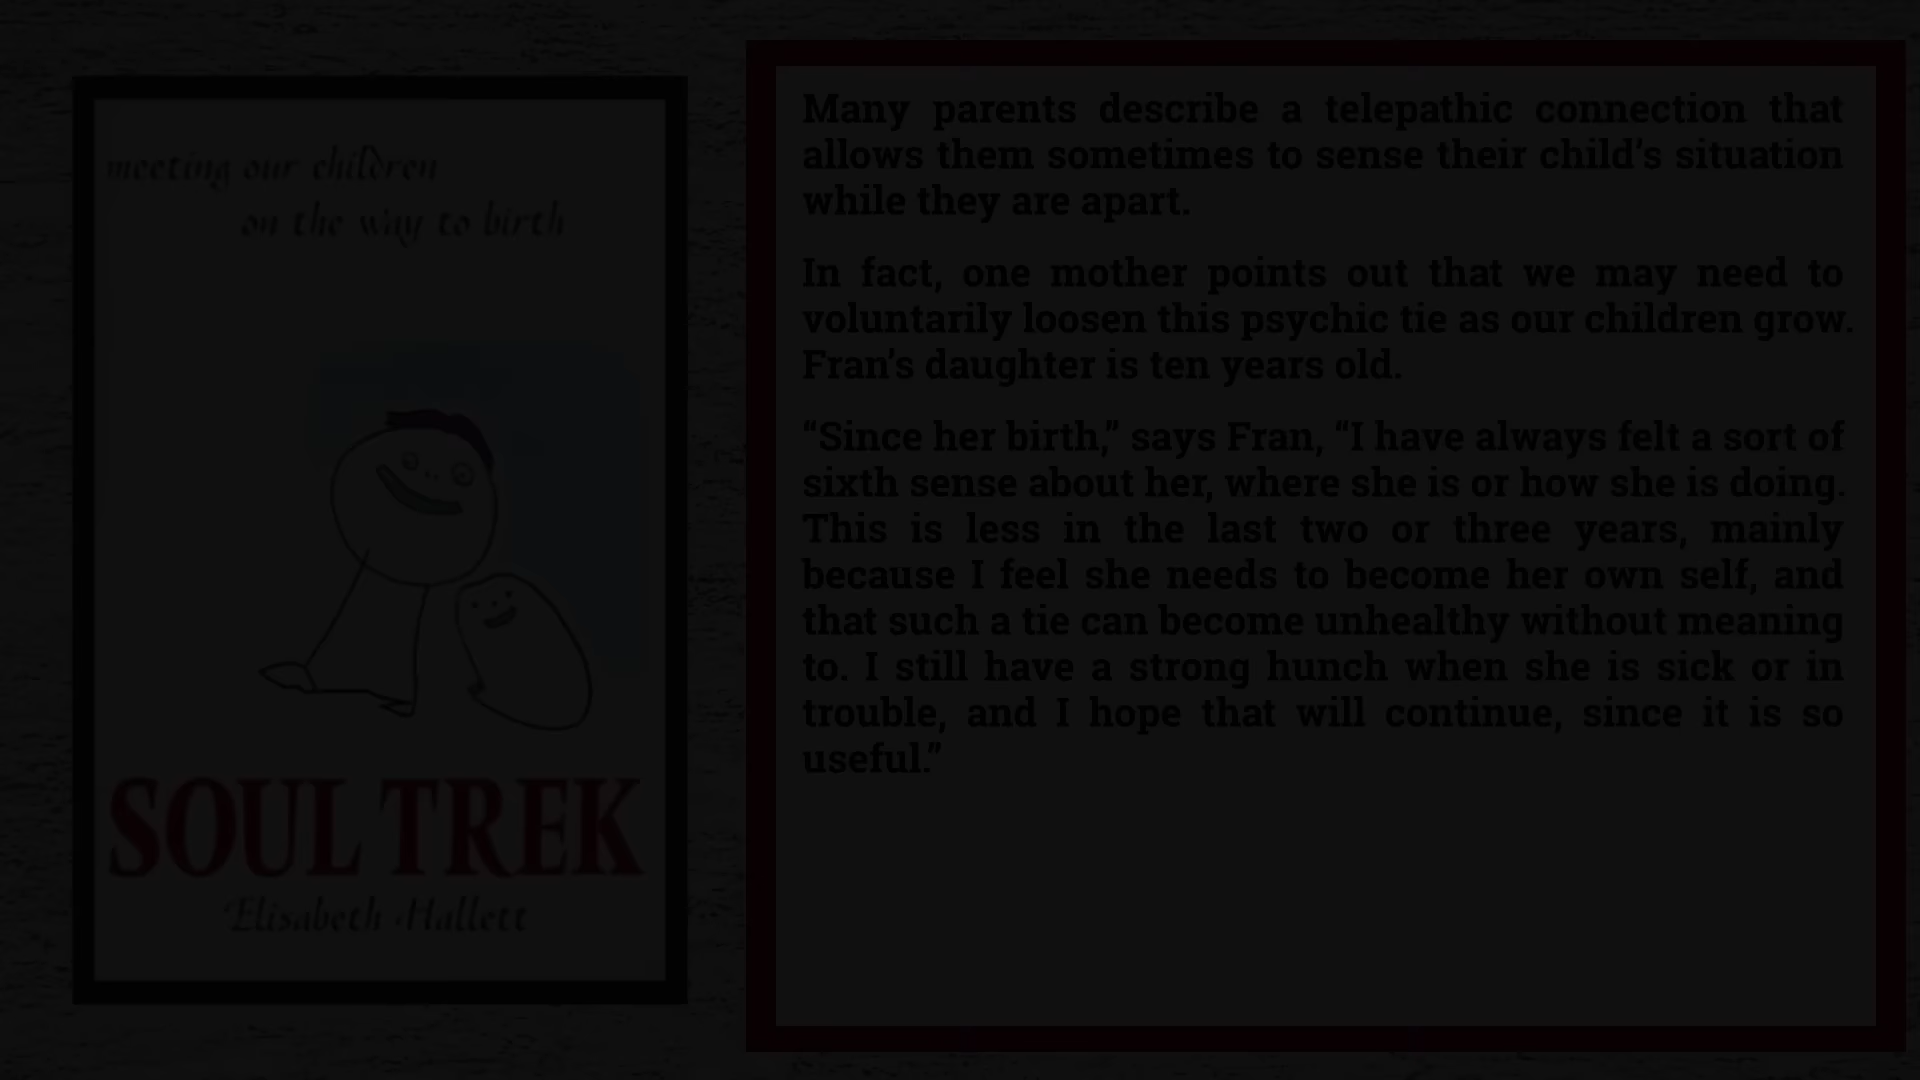 meeting our children
on the way to birth
SOUL TREK
Elisabeth Hallett
Many parents describe a telepathic connection that
allows them sometimes to sense their child’s situation
while they are apart.
In fact, one mother points out that we may need to
voluntarily loosen this psychic tie as our children grow.
Fran’s daughter is ten years old.
“Since her birth,” says Fran, “I have always felt a sort of
sixth sense about her, where she is or how she is doing.
This is less in the last two or three years, mainly
because I feel she needs to become her own self, and
that such a tie can become unhealthy without meaning
to. I still have a strong hunch when she is sick or in
trouble, and I hope that will continue, since it is so
useful.”